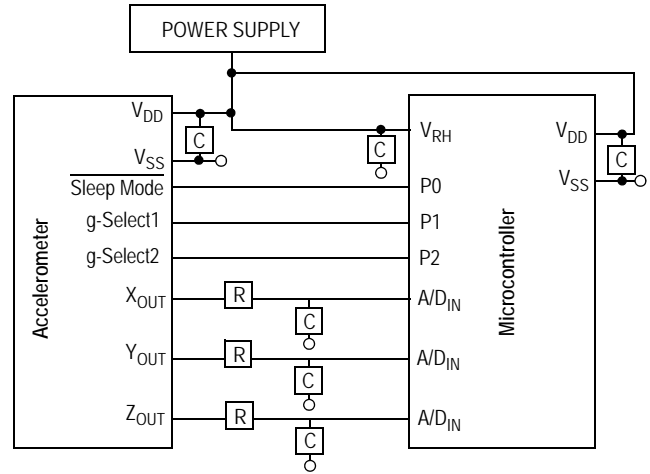 POWER SUPPLY
Accelerometer
V_DD
C
V_SS
Sleep Mode
g-Select1
g-Select2
X_OUT
R
C
Y_OUT
R
C
Z_OUT
R
C
C
V_RH
P0
P1
P2
A/D_IN
A/D_IN
A/D_IN
Microcontroller
V_DD
C
V_SS